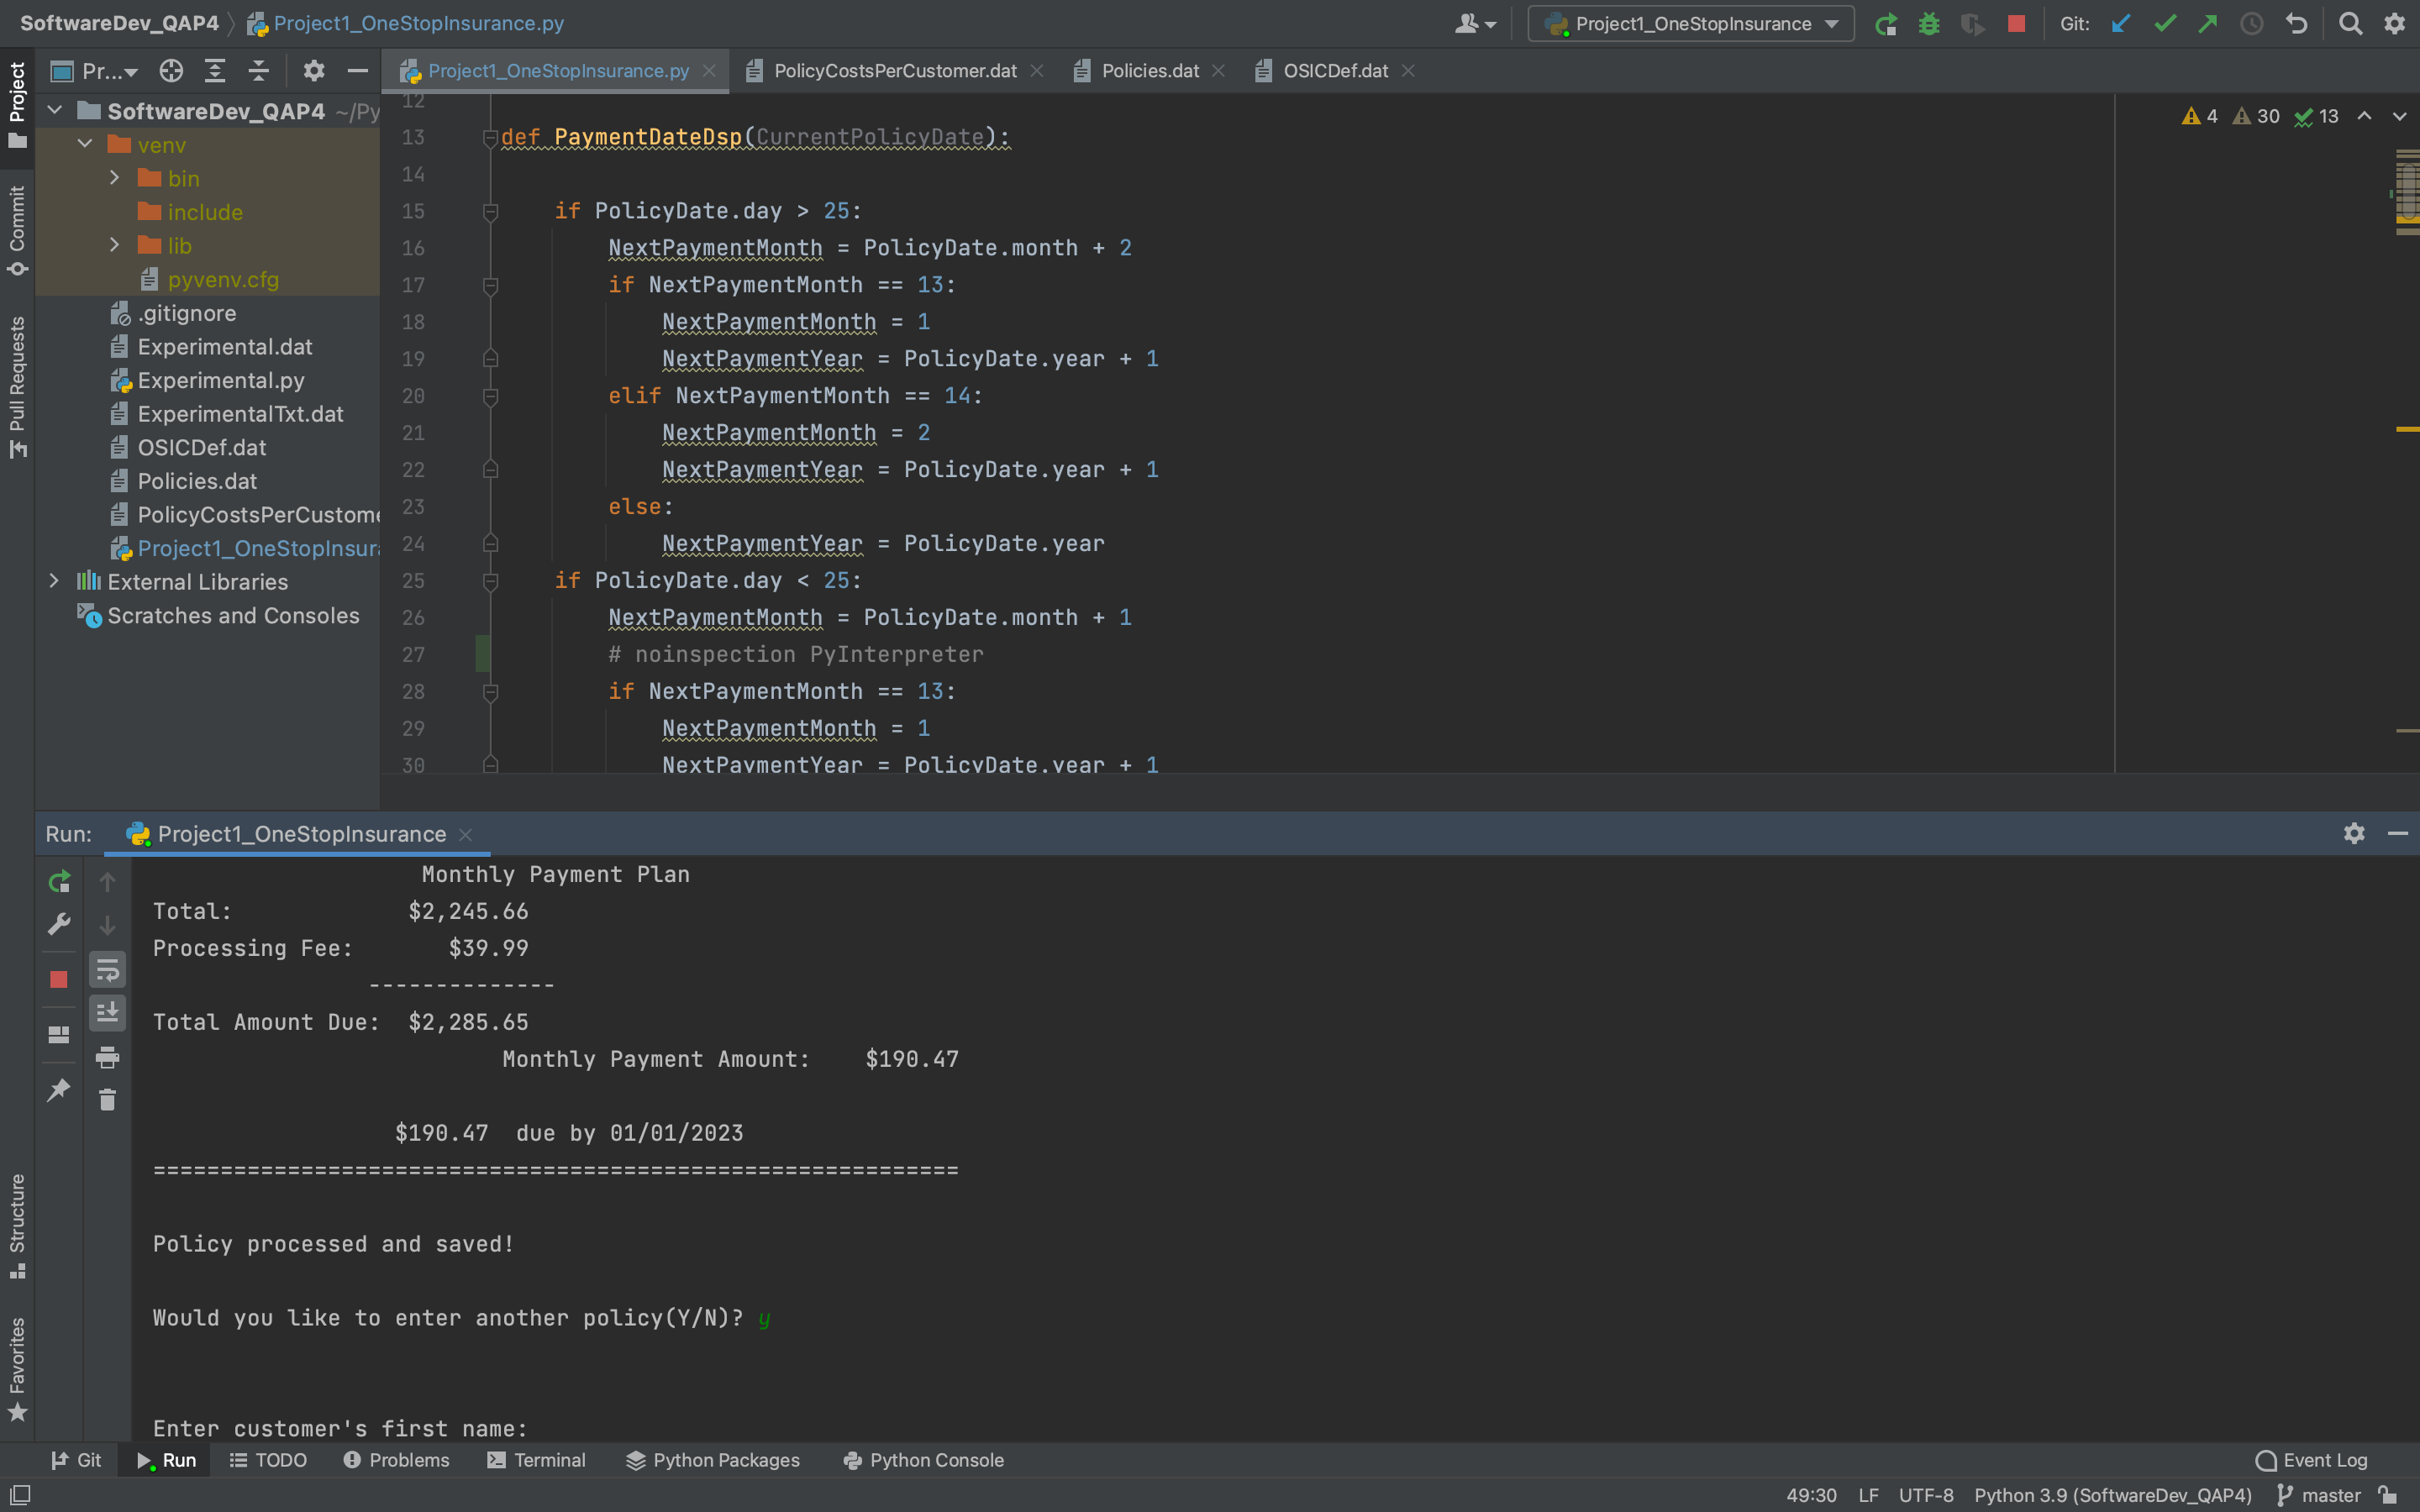 SoftwareDev_QAP4 Project1_OneStopInsurance.py
Project1_OneStopInsurance
Git:
Project
Commit
Pull Requests
Structure
Favorites
Pr...
SoftwareDev_QAP4 ~/Py
venv
bin
include
lib
pyvenv.cfg
.gitignore
Experimental.dat
Experimental.py
ExperimentalTxt.dat
OSICDef.dat
Policies.dat
PolicyCostsPerCustome
Project1_OneStopInsur
External Libraries
Scratches and Consoles
Project1_OneStopInsurance.py PolicyCostsPerCustomer.dat Policies.dat OSICDef.dat
4 30 13
12
13 def PaymentDateDsp(CurrentPolicyDate):
14
15 if PolicyDate.day > 25:
16 NextPaymentMonth = PolicyDate.month + 2
17 if NextPaymentMonth == 13:
18 NextPaymentMonth = 1
19 NextPaymentYear = PolicyDate.year + 1
20 elif NextPaymentMonth == 14:
21 NextPaymentMonth = 2
22 NextPaymentYear = PolicyDate.year + 1
23 else:
24 NextPaymentYear = PolicyDate.year
25 if PolicyDate.day < 25:
26 NextPaymentMonth = PolicyDate.month + 1
27 # noinspection PyInterpreter
28 if NextPaymentMonth == 13:
29 NextPaymentMonth = 1
30 NextPaymentYear = PolicyDate.year + 1
Run: Project1_OneStopInsurance
Monthly Payment Plan
Total: $2,245.66
Processing Fee: $39.99
--------------
Total Amount Due: $2,285.65
Monthly Payment Amount: $190.47
$190.47 due by 01/01/2023
============================================================
Policy processed and saved!
Would you like to enter another policy(Y/N)? y
Enter customer's first name:
Git Run TODO Problems Terminal Python Packages Python Console Event Log
49:30 LF UTF-8 Python 3.9 (SoftwareDev_QAP4) master